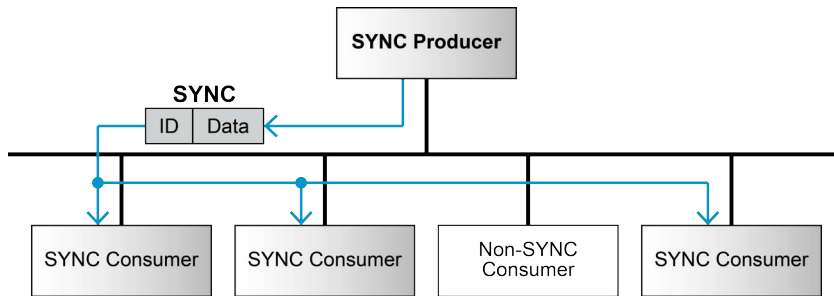 SYNC Producer
SYNC
ID
Data
SYNC Consumer
SYNC Consumer
Non-SYNC
Consumer
SYNC Consumer